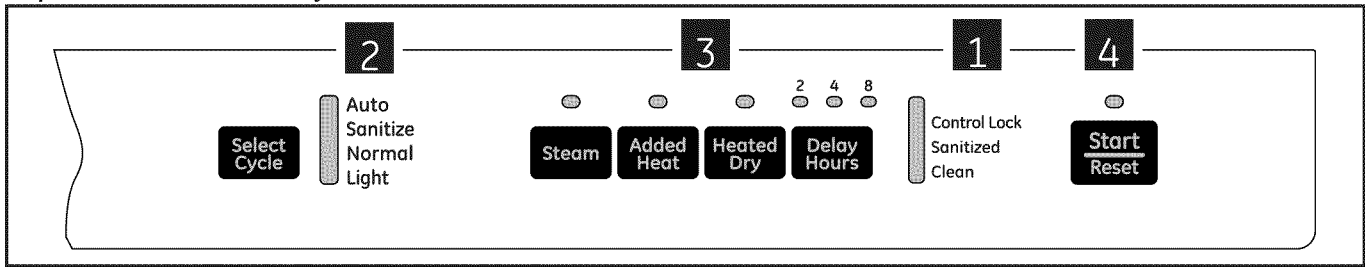 2
3
1
4
Select
Cycle
Auto
Sanitize
Normal
Light
Steam
Added
Heat
Heated
Dry
2 4 8
Delay
Hours
Control Lock
Sanitized
Clean
Start
Reset